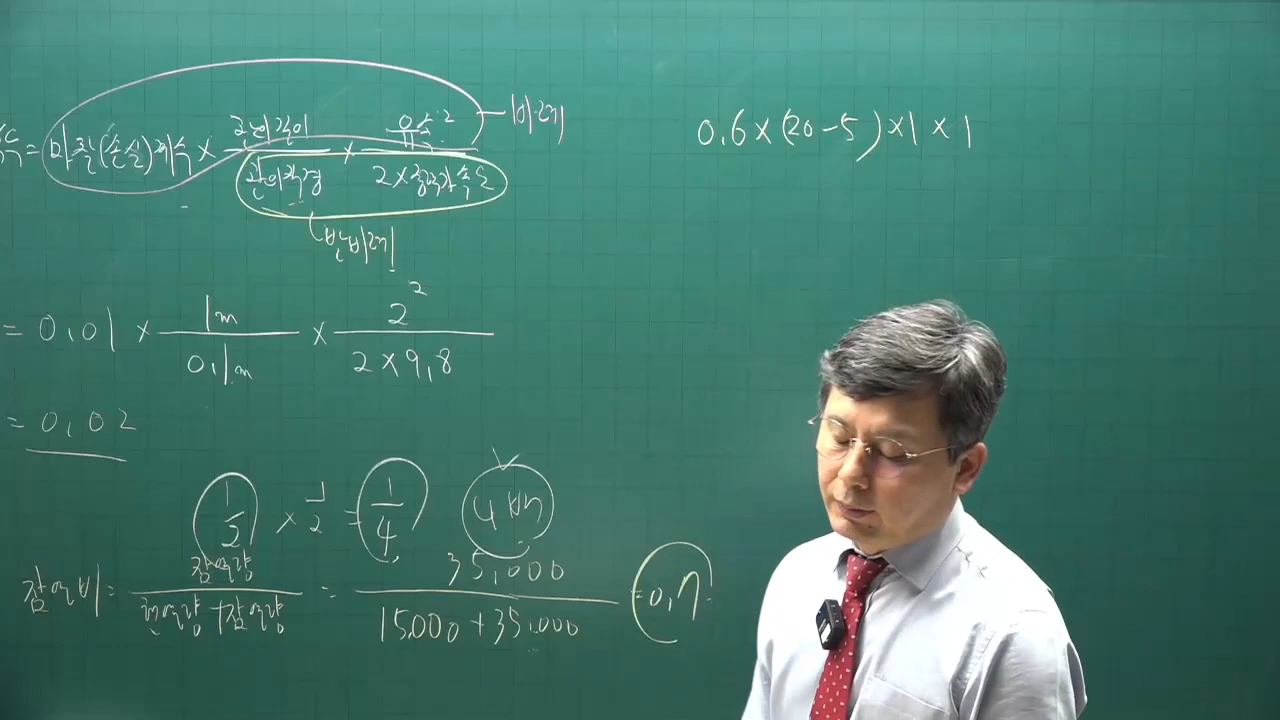 = 마찰(손실)계수 × 관의길이 × 유속²
관의직경 2×중력가속도
비례
반비례
= 0.01 × 1m / 0.1m × 2² / 2×9.8
= 0.02
1/2 × 1/2 = 1/4 4배
잠열비 = 잠열량 / 현열량+잠열량 = 35,000 / 15,000+35,000 = 0.7
0.6×(20-5)×1×1